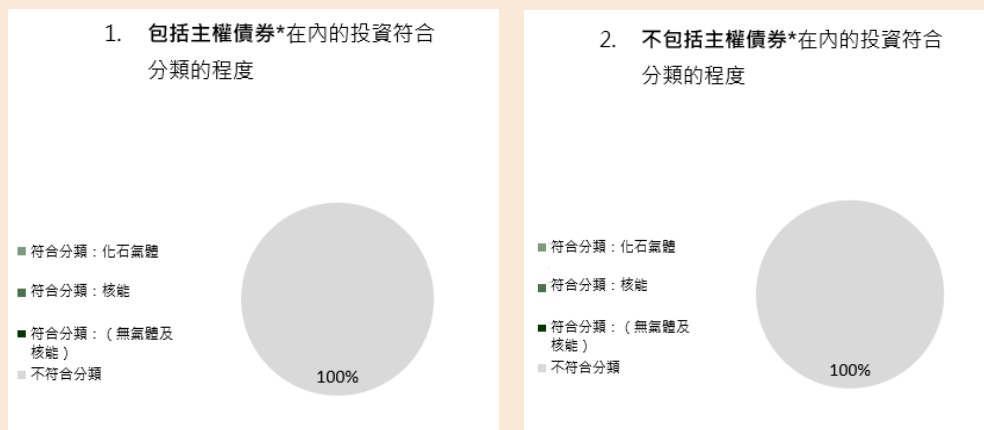 1. 包括主權債券*在內的投資符合
分類的程度
符合分類：化石氣體
符合分類：核能
符合分類：（無氣體及
核能）
不符合分類
100%
2. 不包括主權債券*在內的投資符合
分類的程度
符合分類：化石氣體
符合分類：核能
符合分類：（無氣體及
核能）
不符合分類
100%